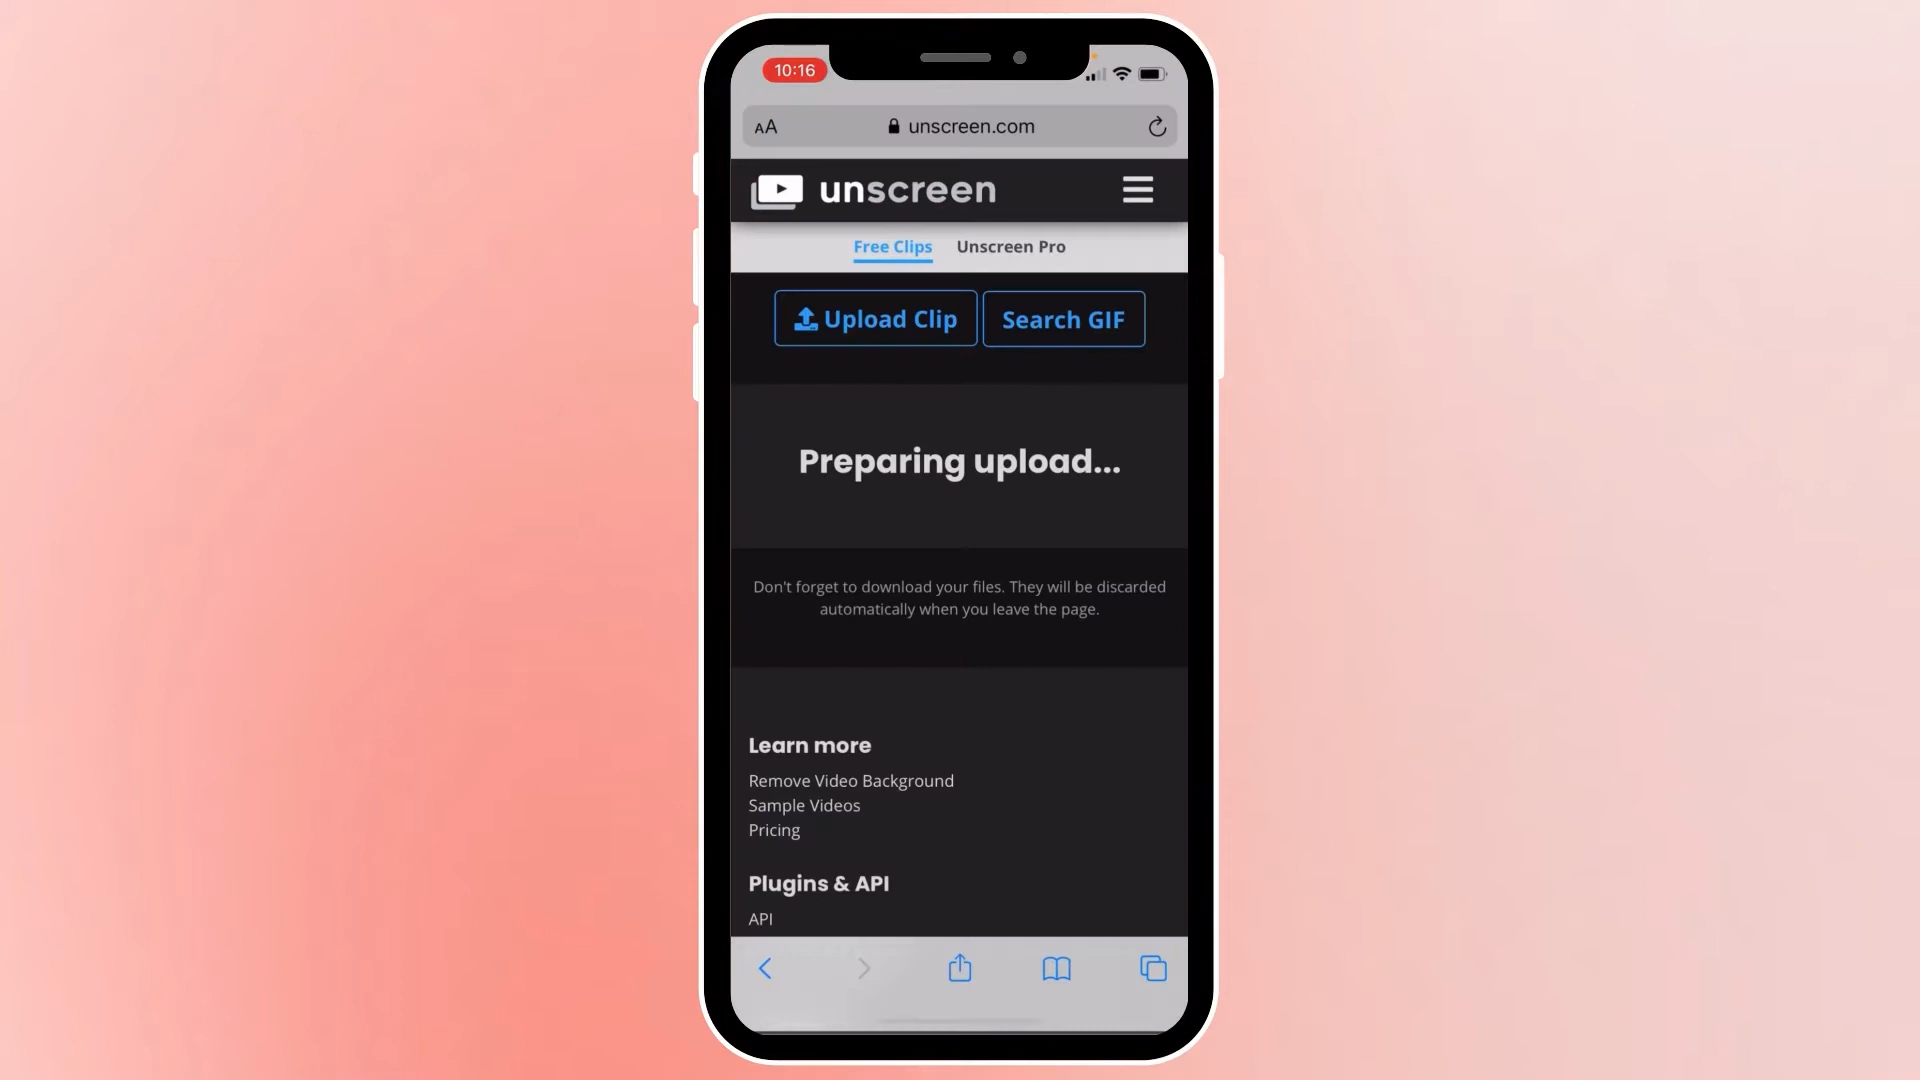 10:16
AA
unscreen.com
unscreen
Free Clips
Unscreen Pro
Upload Clip
Search GIF
Preparing upload...
Don't forget to download your files. They will be discarded
automatically when you leave the page.
Learn more
Remove Video Background
Sample Videos
Pricing
Plugins & API
API